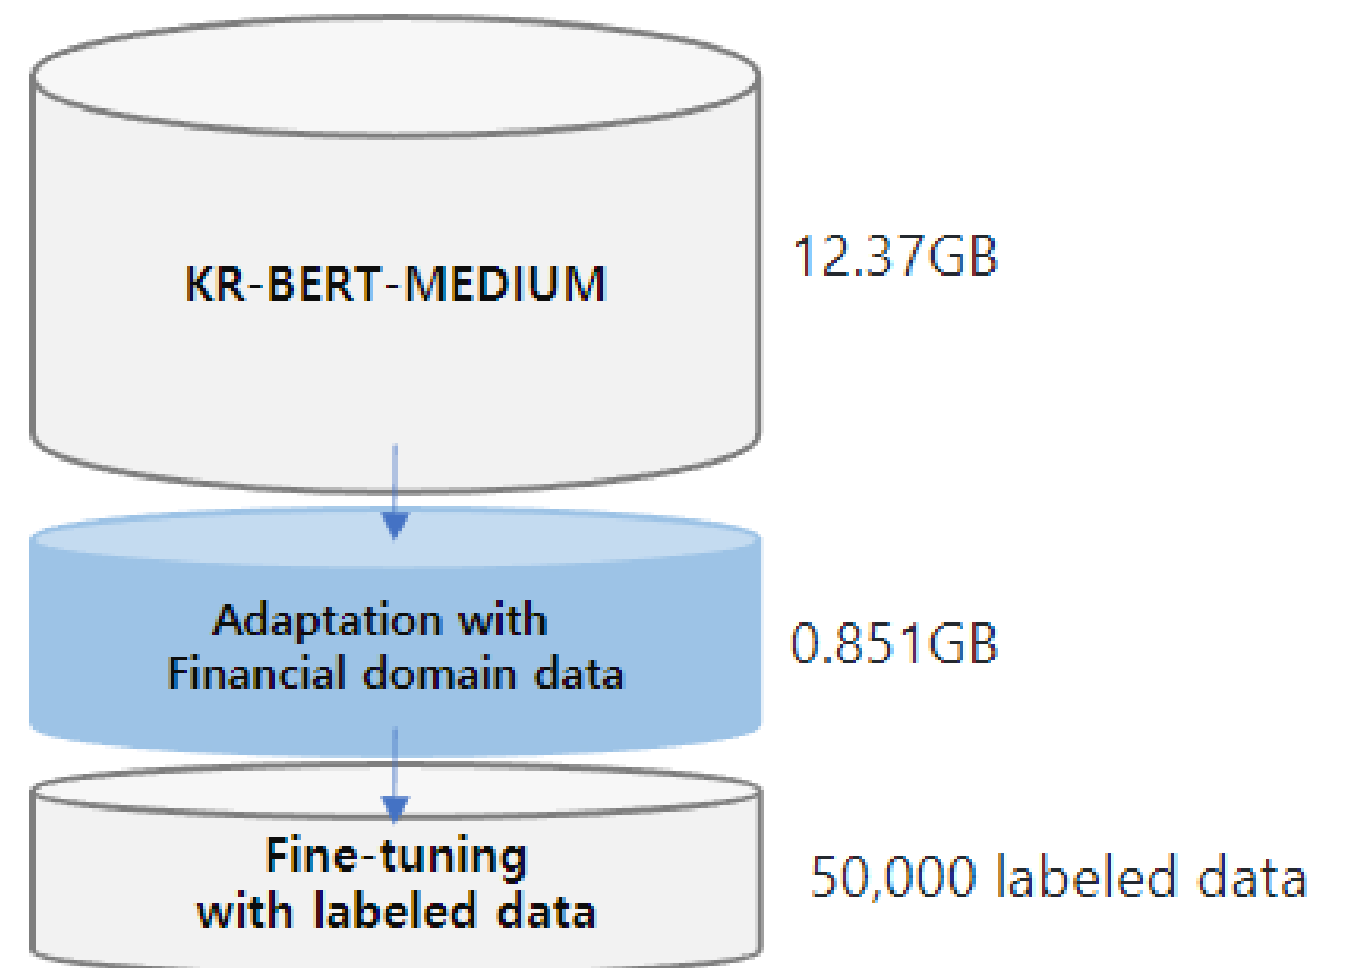 KR-BERT-MEDIUM
12.37GB
Adaptation with
Financial domain data
0.851GB
Fine-tuning
with labeled data
50,000 labeled data